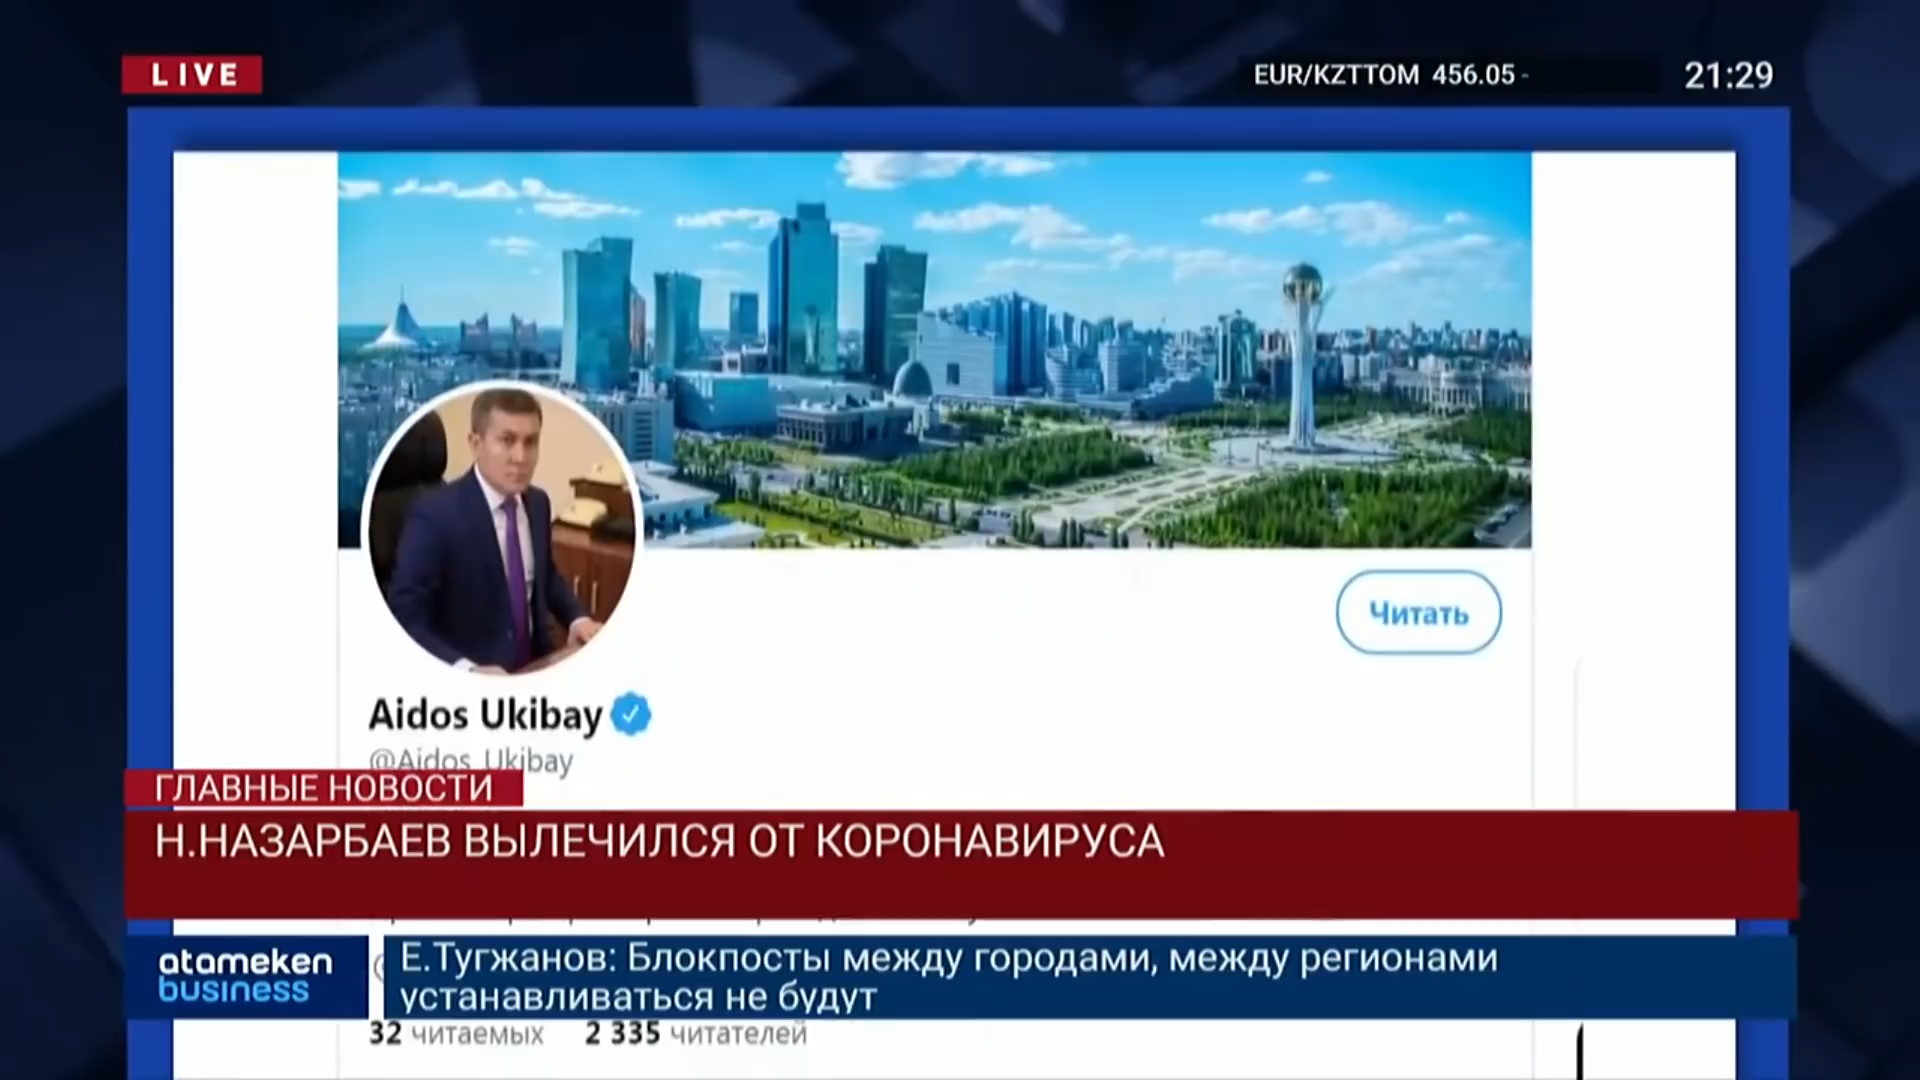 LIVE
EUR/KZTTOM 456.05 -
21:29
Читать
Aidos Ukibay
@Aidos_Ukibay
ГЛАВНЫЕ НОВОСТИ
Н.НАЗАРБАЕВ ВЫЛЕЧИЛСЯ ОТ КОРОНАВИРУСА
atameken
business
Е.Тугжанов: Блокпосты между городами, между регионами
устанавливаться не будут
32 читаемых 2 335 читателей